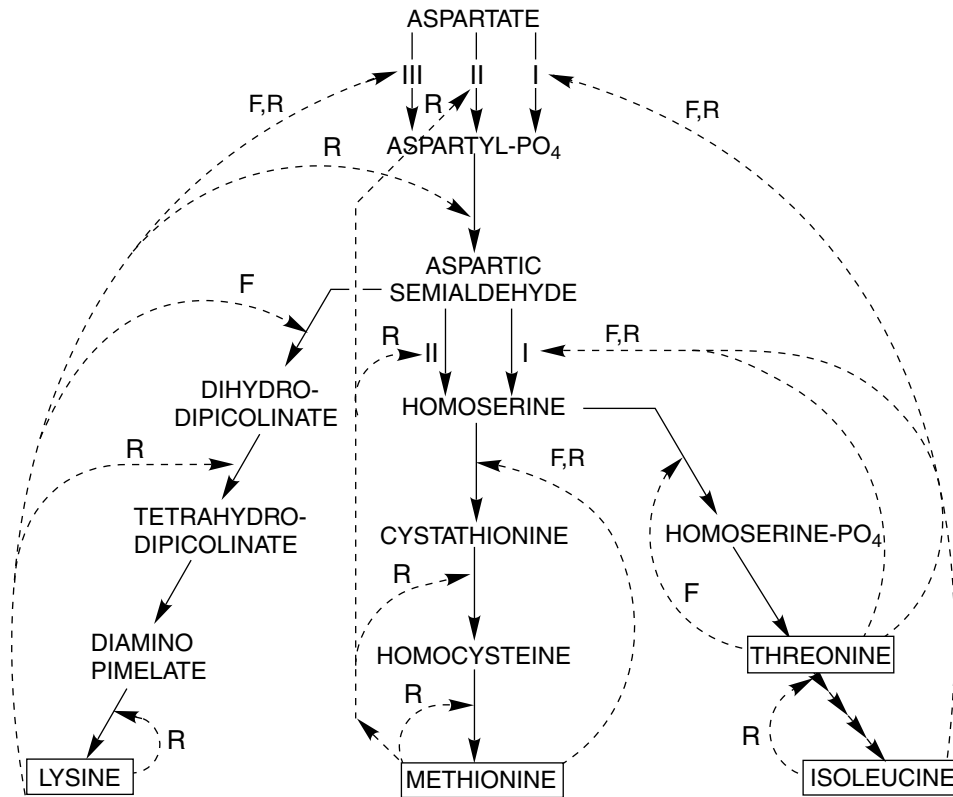 ASPARTATE
III II I
F,R R F,R
ASPARTYL-PO4
R
ASPARTIC
SEMIALDEHYDE
F
R II I F,R
DIHYDRO-
DIPICOLINATE
HOMOSERINE
R F,R
TETRAHYDRO-
DIPICOLINATE
CYSTATHIONINE
HOMOSERINE-PO4
R F
DIAMINO
PIMELATE
HOMOCYSTEINE
THREONINE
R R R
LYSINE
METHIONINE
ISOLEUCINE